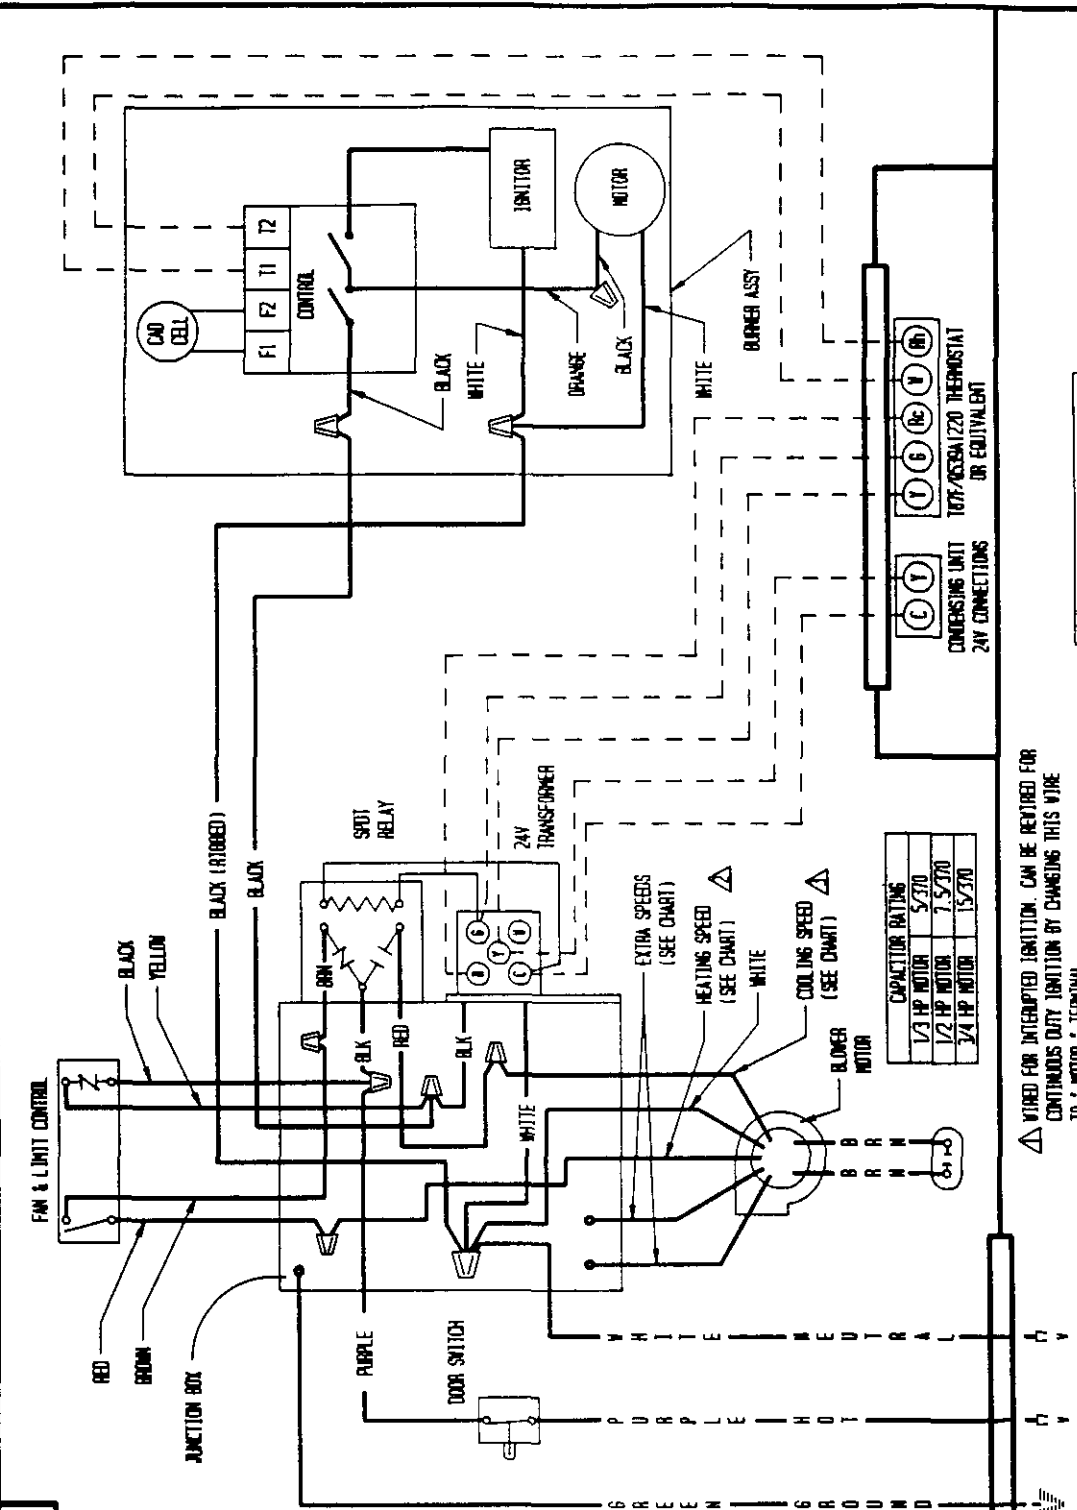 FAN & LIMIT CONTROL
BLACK
YELLOW
RED
BROWN
JUNCTION BOX
BLACK (RIBBED)
BLACK
SPDT
RELAY
BRN
BLK
RED
BLK
WHITE
PURPLE
DOOR SWITCH
24V
TRANSFORMER
R
G
Y
C
W
CAD
CELL
F1
F2
T1
T2
CONTROL
IGNITOR
MOTOR
BLACK
WHITE
ORANGE
BLACK
WHITE
BURNER ASSY
EXTRA SPEEDS
(SEE CHART)
HEATING SPEED
(SEE CHART)
WHITE
COOLING SPEED
(SEE CHART)
BLOWER
MOTOR
BRN
BRN
C
Y
CONDENSING UNIT
24V CONNECTIONS
Y
G
Rc
W
Rh
T87F/Q539A1220 THERMOSTAT
OR EQUIVALENT
CAPACITOR RATING
1/3 HP MOTOR 5/370
1/2 HP MOTOR 7.5/370
3/4 HP MOTOR 15/370
WHITE NEUTRAL
PURPLE HOT
GREEN GROUND
WIRED FOR INTERUPTED IGNITION. CAN BE REWIRED FOR
CONTINUOUS DUTY IGNITION BY CHANGING THIS WIRE